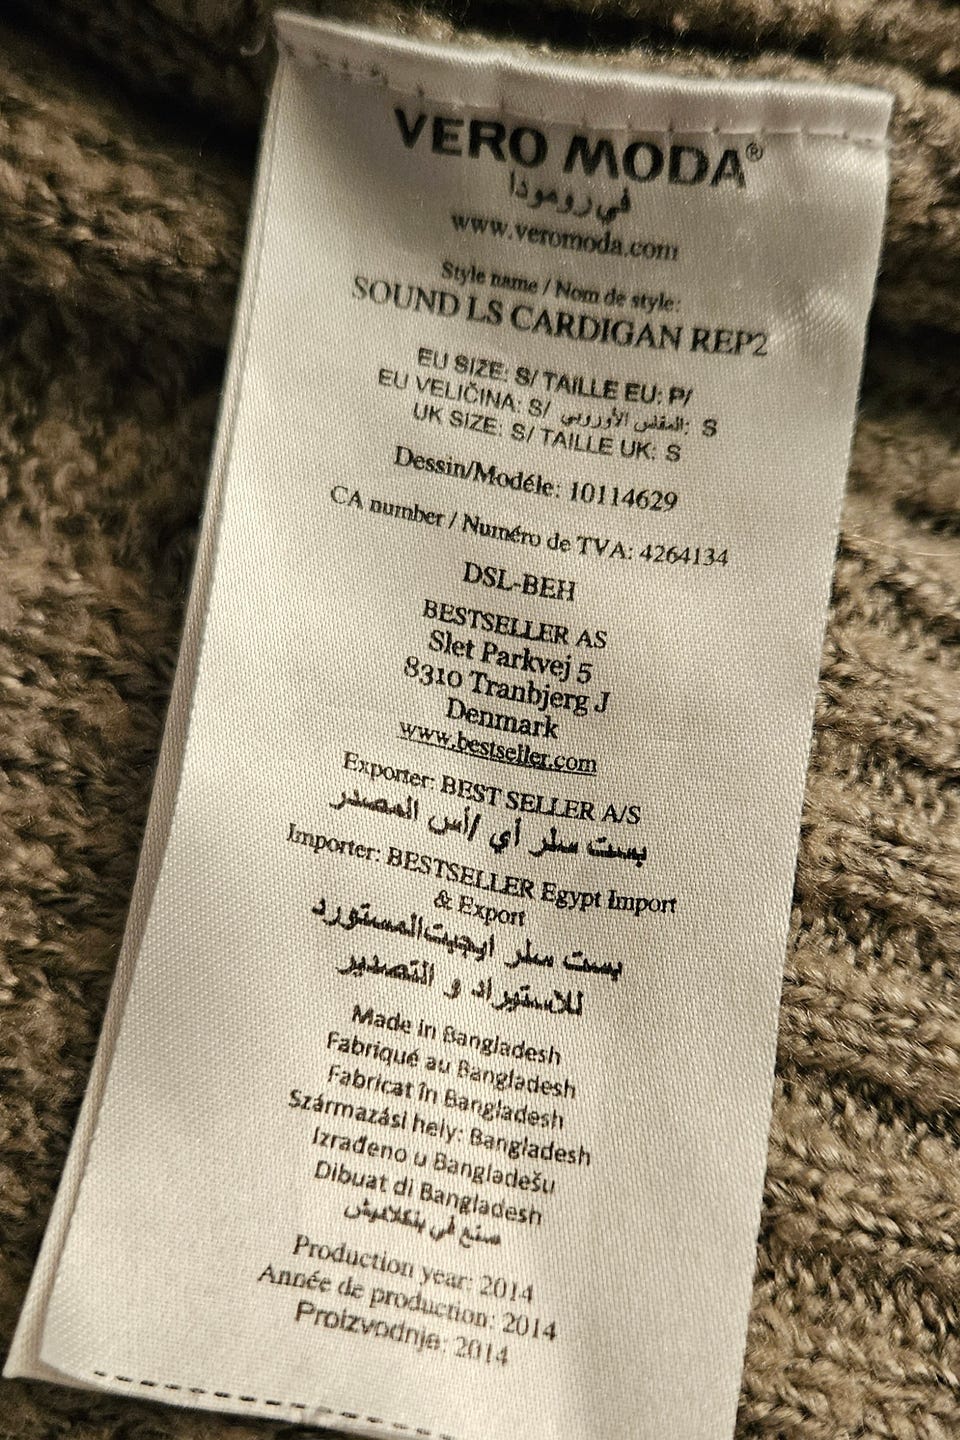 VERO MODA®
في رومودا
www.veromoda.com
Style name / Nom de style:
SOUND LS CARDIGAN REP2
EU SIZE: S/ TAILLE EU: P/
EU VELIČINA: S/ المقاس الأوروبي: S
UK SIZE: S/ TAILLE UK: S
Dessin/Modéle: 10114629
CA number / Numéro de TVA: 4264134
DSL-BEH
BESTSELLER AS
Slet Parkvej 5
8310 Tranbjerg J
Denmark
www.bestseller.com
Exporter: BEST SELLER A/S
بست سلر أي /أس المصدر
Importer: BESTSELLER Egypt Import
& Export
بست سلر ايجيبت المستورد
للاستيراد و التصدير
Made in Bangladesh
Fabriqué au Bangladesh
Fabricat în Bangladesh
Származási hely: Bangladesh
Izrađeno u Bangladešu
Dibuat di Bangladesh
صنع في بنكلاديش
Production year: 2014
Année de production: 2014
Proizvodnja: 2014